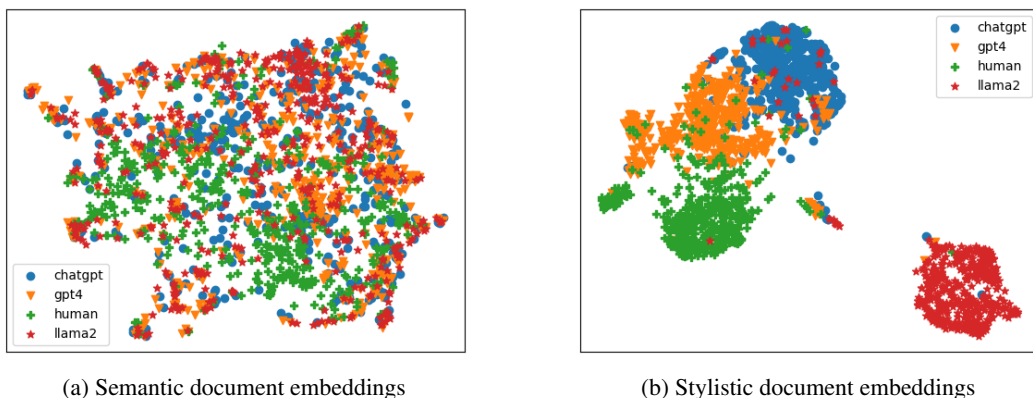 chatgpt
gpt4
human
llama2
(a) Semantic document embeddings
chatgpt
gpt4
human
llama2
(b) Stylistic document embeddings